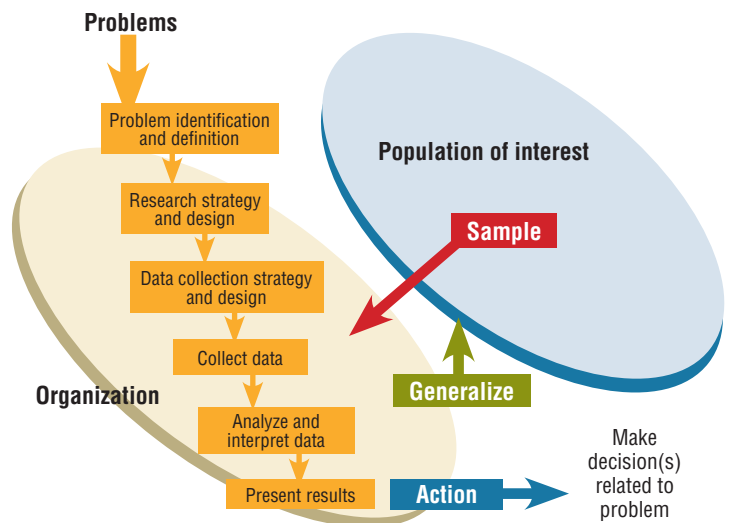 Problems
Problem identification
and definition
Research strategy
and design
Data collection strategy
and design
Collect data
Analyze and
interpret data
Present results
Organization
Population of interest
Sample
Generalize
Action
Make
decision(s)
related to
problem